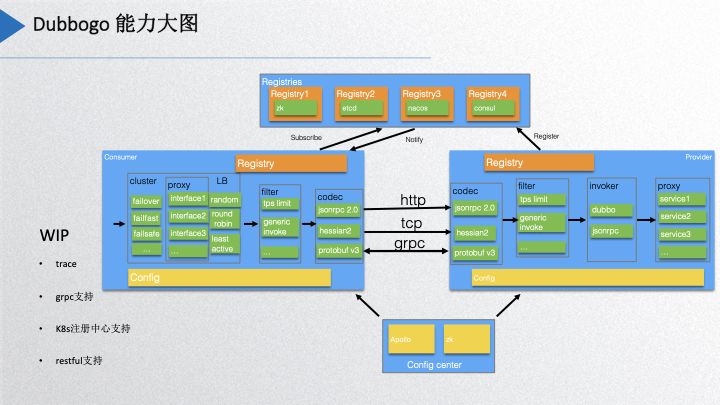 Dubbogo 能力大图
Registries
Registry1
Registry2
Registry3
Registry4
zk
etcd
nacos
consul
Subscribe
Notify
Register
Consumer
Registry
cluster
proxy
LB
failover
failfast
failsafe
...
interface1
interface2
interface3
...
random
round
robin
least
active
filter
tps limit
generic
invoke
...
codec
jsonrpc 2.0
hessian2
protobuf v3
Config
http
tcp
grpc
Provider
Registry
codec
jsonrpc 2.0
hessian2
protobuf v3
filter
tps limit
generic
invoke
...
invoker
dubbo
jsonrpc
proxy
service1
service2
service3
...
Config
WIP
• trace
• grpc支持
• K8s注册中心支持
• restful支持
Apollo
zk
Config center